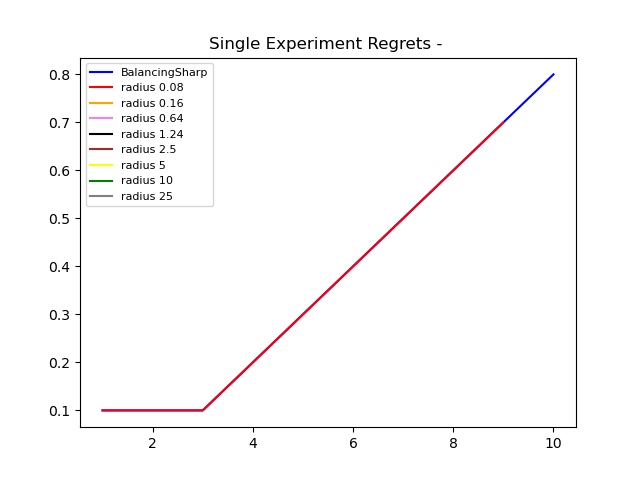 Single Experiment Regrets -
BalancingSharp
radius 0.08
radius 0.16
radius 0.64
radius 1.24
radius 2.5
radius 5
radius 10
radius 25
0.8
0.7
0.6
0.5
0.4
0.3
0.2
0.1
2 4 6 8 10